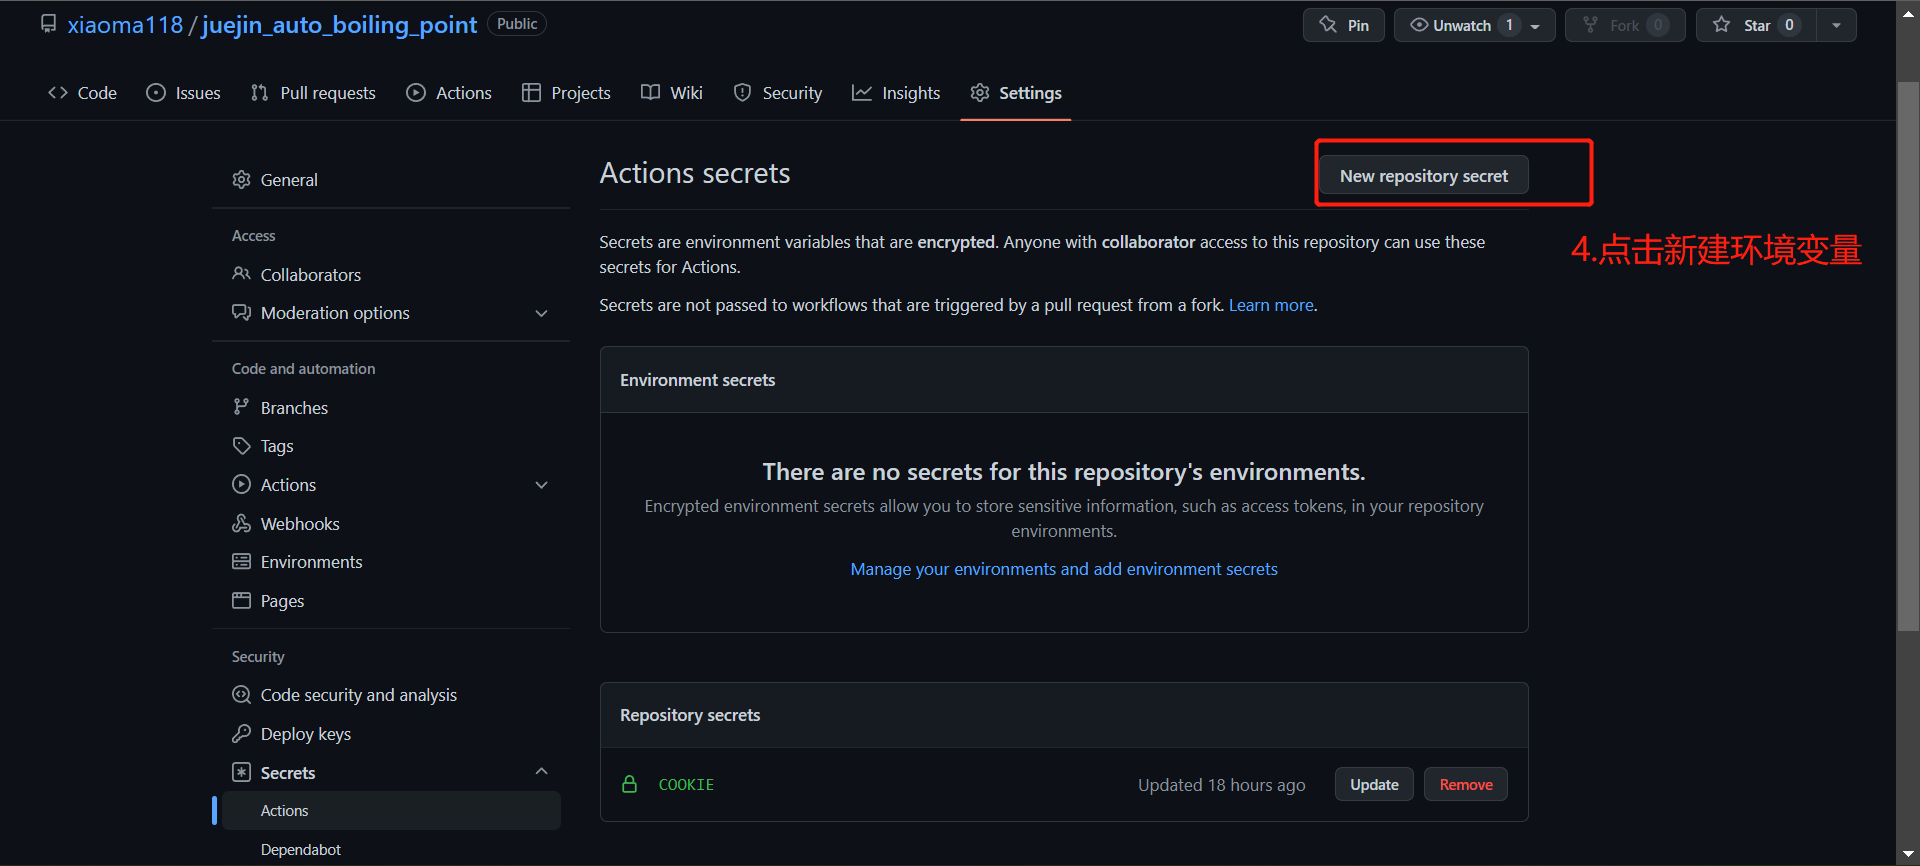 xiaoma118 / juejin_auto_boiling_point Public
Pin
Unwatch 1
Fork 0
Star 0
Code
Issues
Pull requests
Actions
Projects
Wiki
Security
Insights
Settings
General
Access
Collaborators
Moderation options
Code and automation
Branches
Tags
Actions
Webhooks
Environments
Pages
Security
Code security and analysis
Deploy keys
Secrets
Actions
Dependabot
Actions secrets
New repository secret
4.点击新建环境变量
Secrets are environment variables that are encrypted. Anyone with collaborator access to this repository can use these
secrets for Actions.
Secrets are not passed to workflows that are triggered by a pull request from a fork. Learn more.
Environment secrets
There are no secrets for this repository's environments.
Encrypted environment secrets allow you to store sensitive information, such as access tokens, in your repository
environments.
Manage your environments and add environment secrets
Repository secrets
COOKIE
Updated 18 hours ago
Update
Remove